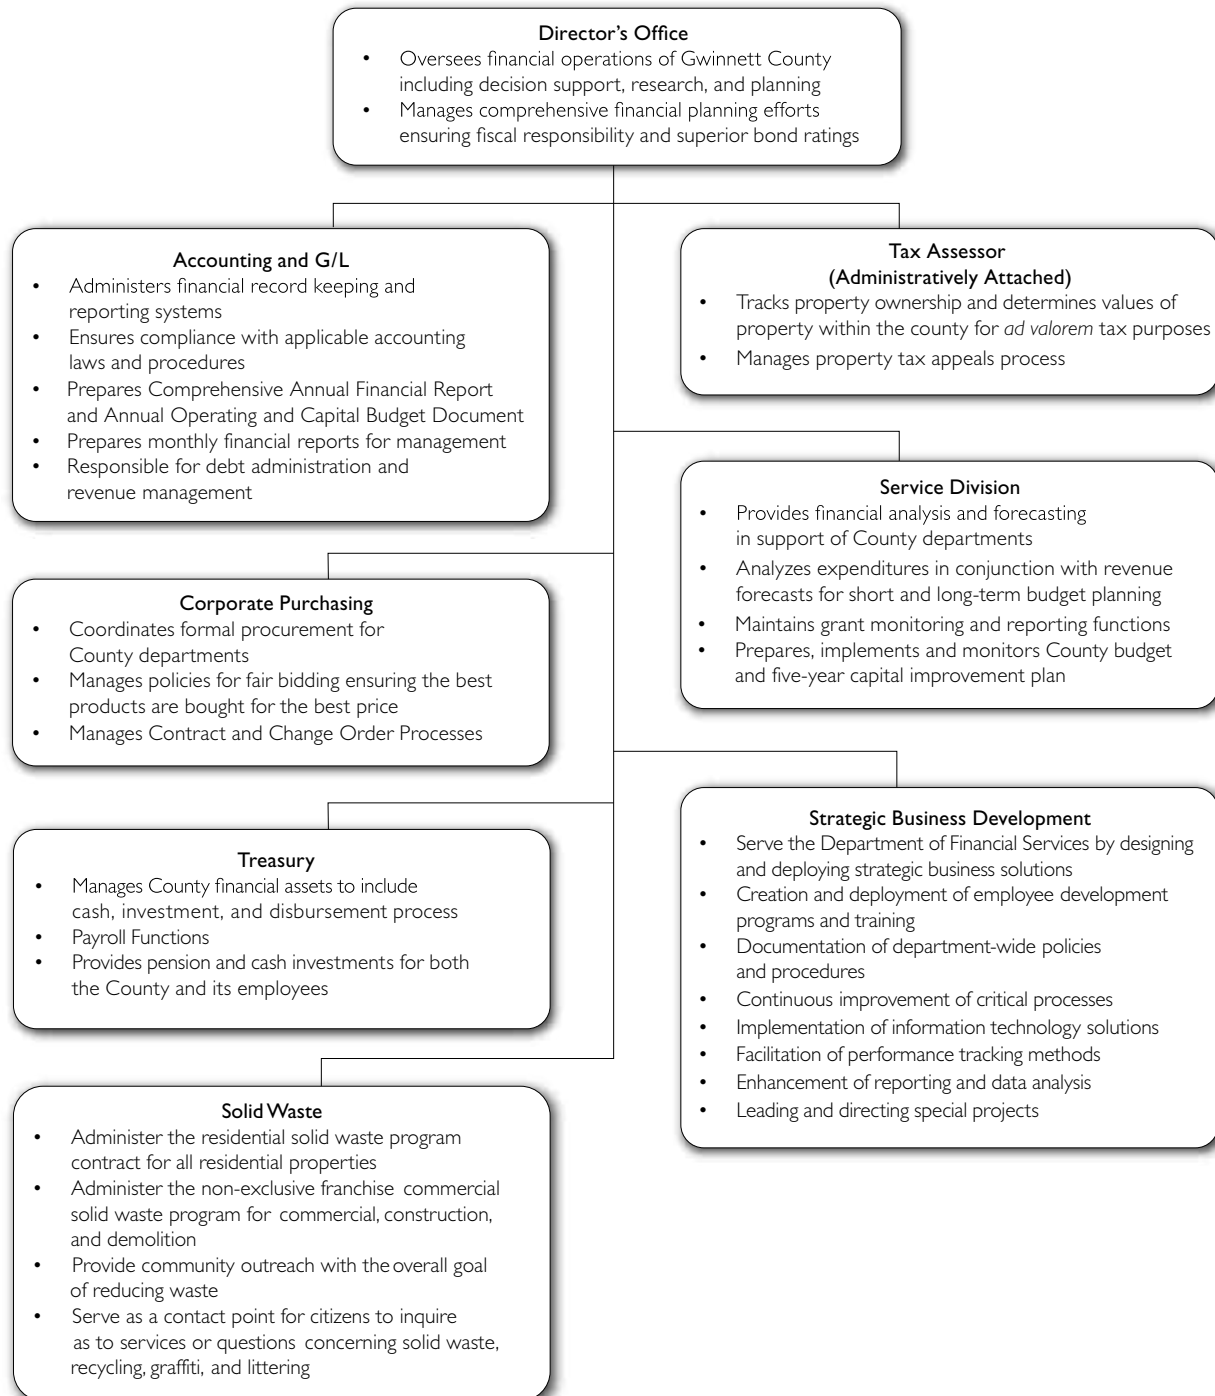 Director's Office
• Oversees financial operations of Gwinnett County
including decision support, research, and planning
• Manages comprehensive financial planning efforts
ensuring fiscal responsibility and superior bond ratings
Accounting and G/L
• Administers financial record keeping and
reporting systems
• Ensures compliance with applicable accounting
laws and procedures
• Prepares Comprehensive Annual Financial Report
and Annual Operating and Capital Budget Document
• Prepares monthly financial reports for management
• Responsible for debt administration and
revenue management
Tax Assessor
(Administratively Attached)
• Tracks property ownership and determines values of
property within the county for ad valorem tax purposes
• Manages property tax appeals process
Service Division
• Provides financial analysis and forecasting
in support of County departments
• Analyzes expenditures in conjunction with revenue
forecasts for short and long-term budget planning
• Maintains grant monitoring and reporting functions
• Prepares, implements and monitors County budget
and five-year capital improvement plan
Corporate Purchasing
• Coordinates formal procurement for
County departments
• Manages policies for fair bidding ensuring the best
products are bought for the best price
• Manages Contract and Change Order Processes
Strategic Business Development
• Serve the Department of Financial Services by designing
and deploying strategic business solutions
• Creation and deployment of employee development
programs and training
• Documentation of department-wide policies
and procedures
• Continuous improvement of critical processes
• Implementation of information technology solutions
• Facilitation of performance tracking methods
• Enhancement of reporting and data analysis
• Leading and directing special projects
Treasury
• Manages County financial assets to include
cash, investment, and disbursement process
• Payroll Functions
• Provides pension and cash investments for both
the County and its employees
Solid Waste
• Administer the residential solid waste program
contract for all residential properties
• Administer the non-exclusive franchise commercial
solid waste program for commercial, construction,
and demolition
• Provide community outreach with the overall goal
of reducing waste
• Serve as a contact point for citizens to inquire
as to services or questions concerning solid waste,
recycling, graffiti, and littering